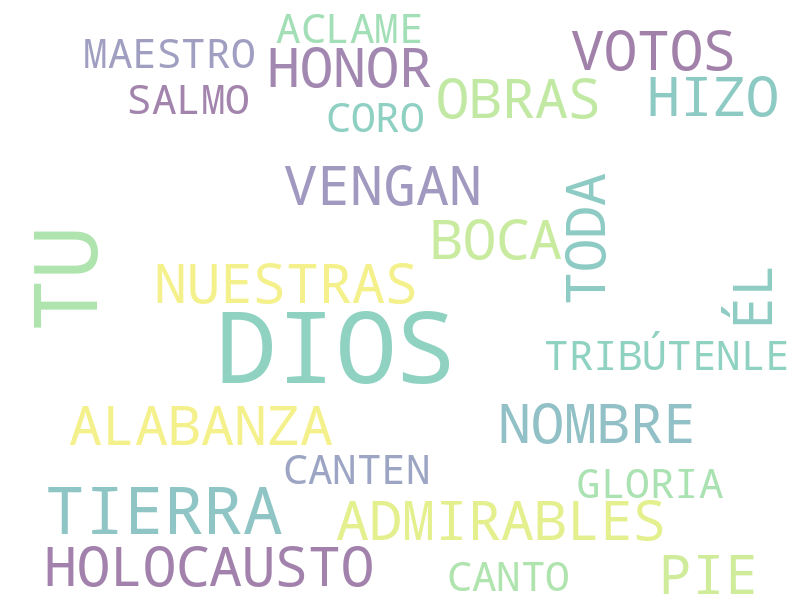 ACLAME
MAESTRO
HONOR
VOTOS
SALMO
CORO
OBRAS
HIZO
VENGAN
TODA
BOCA
TU
NUESTRAS
ÉL
DIOS
TRIBÚTENLE
ALABANZA
NOMBRE
CANTEN
GLORIA
TIERRA
ADMIRABLES
HOLOCAUSTO
CANTO
PIE